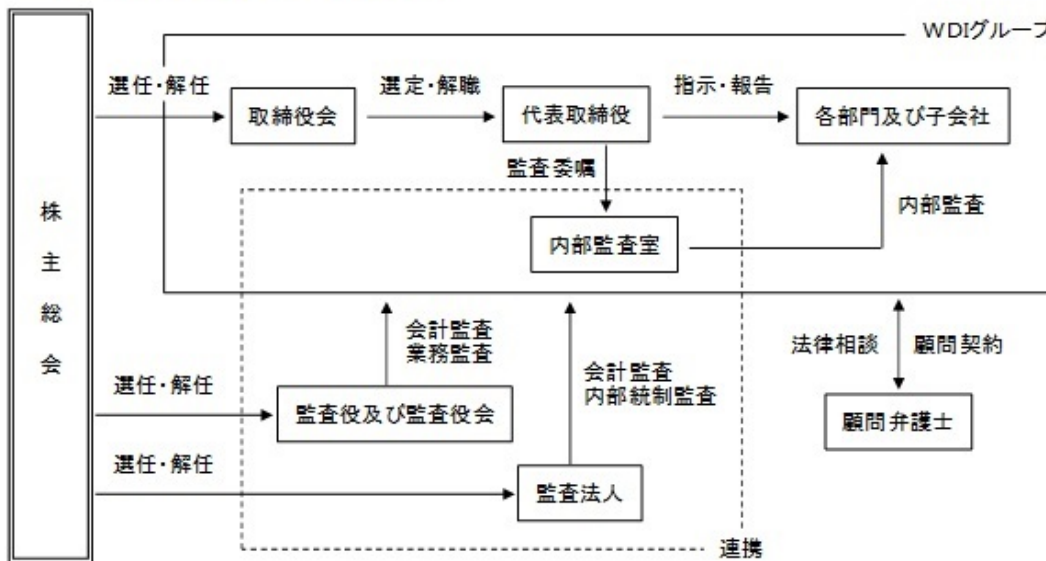 WDIグループ
選任・解任
選定・解職
指示・報告
取締役会
代表取締役
各部門及び子会社
監査委嘱
内部監査
内部監査室
株主総会
会計監査
業務監査
会計監査
内部統制監査
法律相談
顧問契約
選任・解任
監査役及び監査役会
顧問弁護士
選任・解任
監査法人
連携